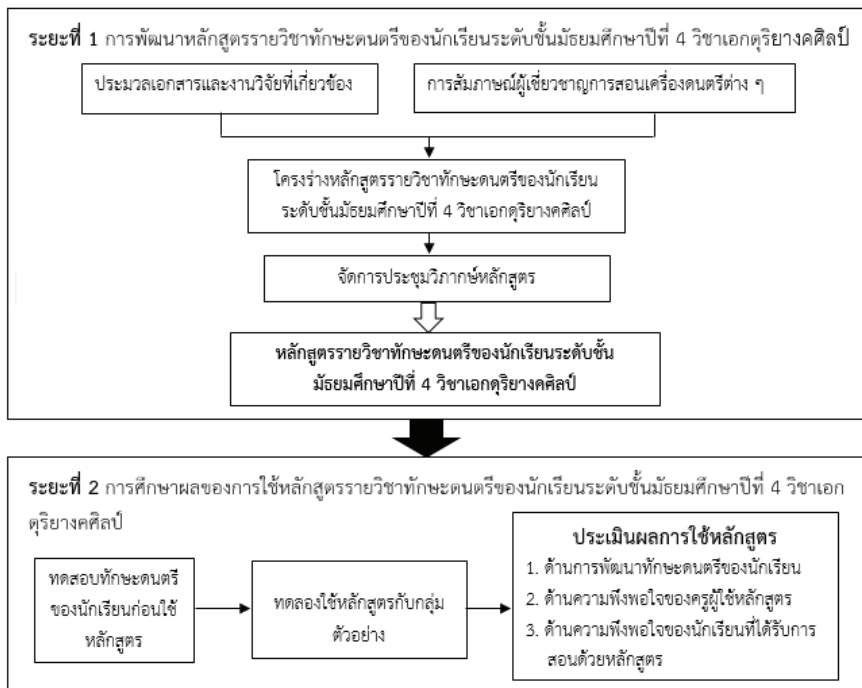 ระยะที่ 1 การพัฒนาหลักสูตรรายวิชาทักษะดนตรีของนักเรียนระดับชั้นมัธยมศึกษาปีที่ 4 วิชาเอกดุริยางคศิลป์
ประมวลเอกสารและงานวิจัยที่เกี่ยวข้อง
การสัมภาษณ์ผู้เชี่ยวชาญการสอนเครื่องดนตรีต่าง ๆ
โครงร่างหลักสูตรรายวิชาทักษะดนตรีของนักเรียน
ระดับชั้นมัธยมศึกษาปีที่ 4 วิชาเอกดุริยางคศิลป์
จัดการประชุมวิภากษ์หลักสูตร
หลักสูตรรายวิชาทักษะดนตรีของนักเรียนระดับชั้น
มัธยมศึกษาปีที่ 4 วิชาเอกดุริยางคศิลป์
ระยะที่ 2 การศึกษาผลของการใช้หลักสูตรรายวิชาทักษะดนตรีของนักเรียนระดับชั้นมัธยมศึกษาปีที่ 4 วิชาเอก
ดุริยางคศิลป์
ทดสอบทักษะดนตรี
ของนักเรียนก่อนใช้
หลักสูตร
ทดลองใช้หลักสูตรกับกลุ่ม
ตัวอย่าง
ประเมินผลการใช้หลักสูตร
1. ด้านการพัฒนาทักษะดนตรีของนักเรียน
2. ด้านความพึงพอใจของครูผู้ใช้หลักสูตร
3. ด้านความพึงพอใจของนักเรียนที่ได้รับการ
สอนด้วยหลักสูตร